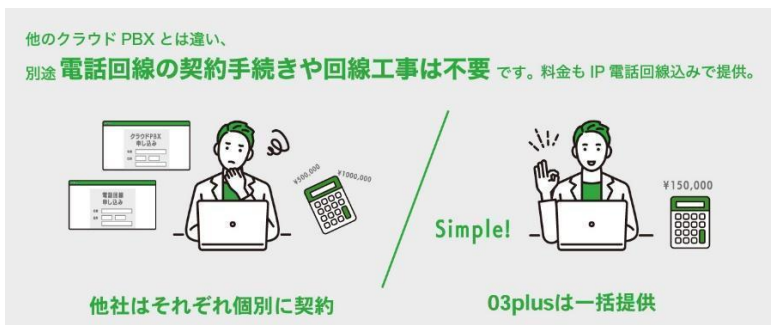 他のクラウド PBX とは違い、
別途 電話回線の契約手続きや回線工事は不要 です。料金も IP 電話回線込みで提供。
クラウドPBX
申し込み
電話回線
申し込み
¥500,000
¥1000,000
Simple!
¥150,000
他社はそれぞれ個別に契約
03plusは一括提供